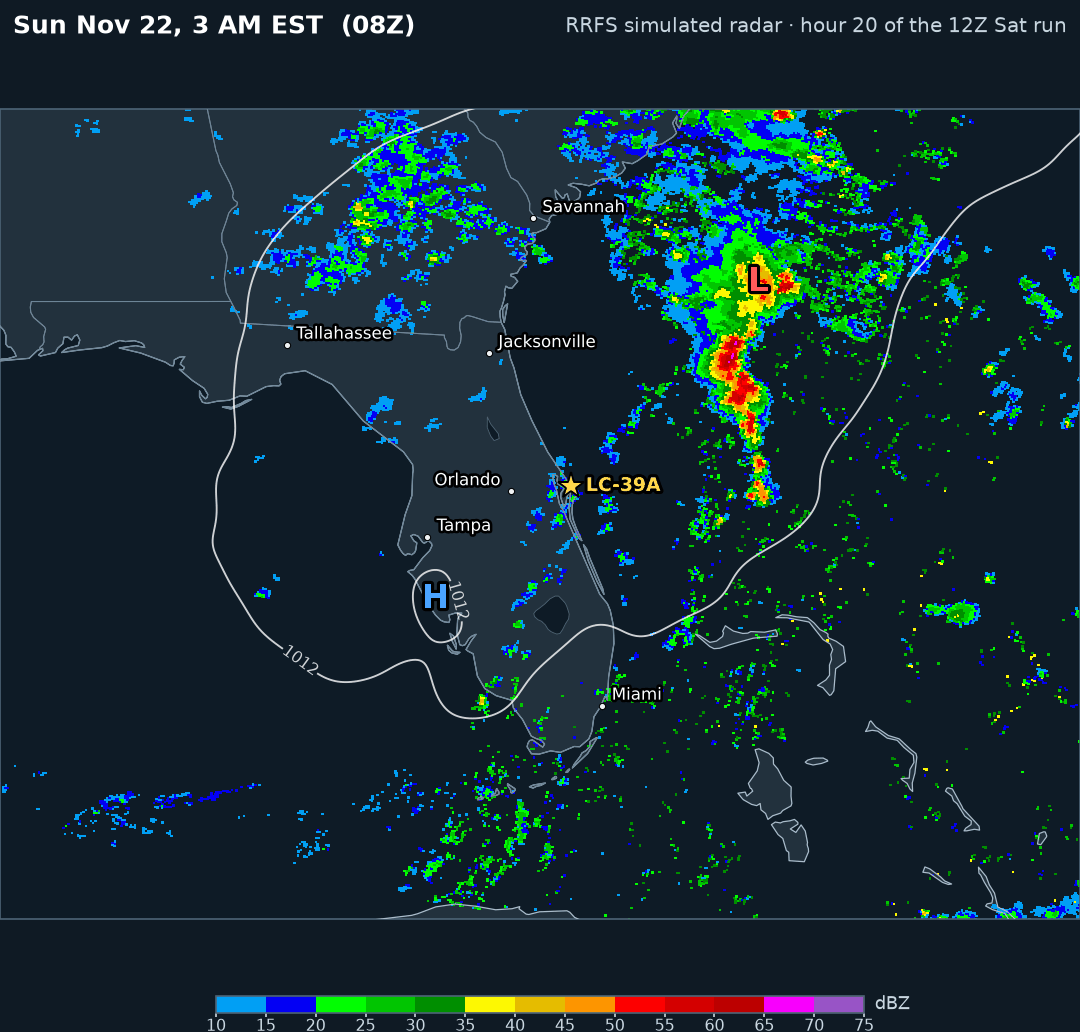 Sun Nov 22, 3 AM EST (08Z)
RRFS simulated radar · hour 20 of the 12Z Sat run
Savannah
L
Tallahassee
Jacksonville
Orlando
LC-39A
Tampa
H
1012
1012
Miami
dBZ
10 15 20 25 30 35 40 45 50 55 60 65 70 75